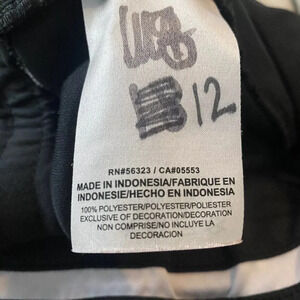 12
RN#56323 / CA#05553
MADE IN INDONESIA/FABRIQUE EN
INDONESIE/HECHO EN INDONESIA
100% POLYESTER/POLYESTER/POLIESTER
EXCLUSIVE OF DECORATION/DECORATION
NON COMPRISE/NO INCLUYE LA
DECORACION